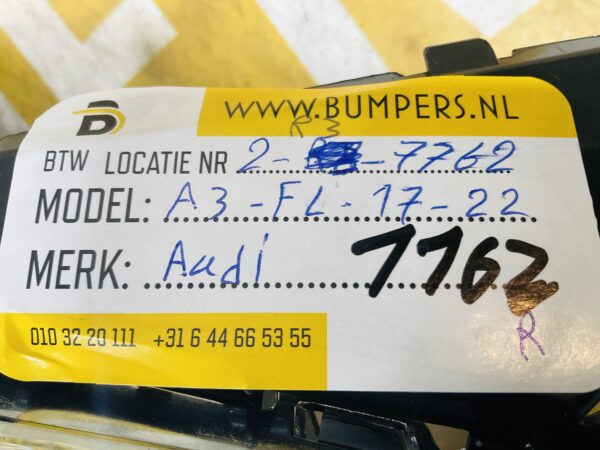 WWW.BUMPERS.NL
R 3
BTW LOCATIE NR 2 - - 7762
MODEL: A3 - FL - 17 - 22
MERK: Audi
7762
R
010 32 20 111 +31 6 44 66 53 55